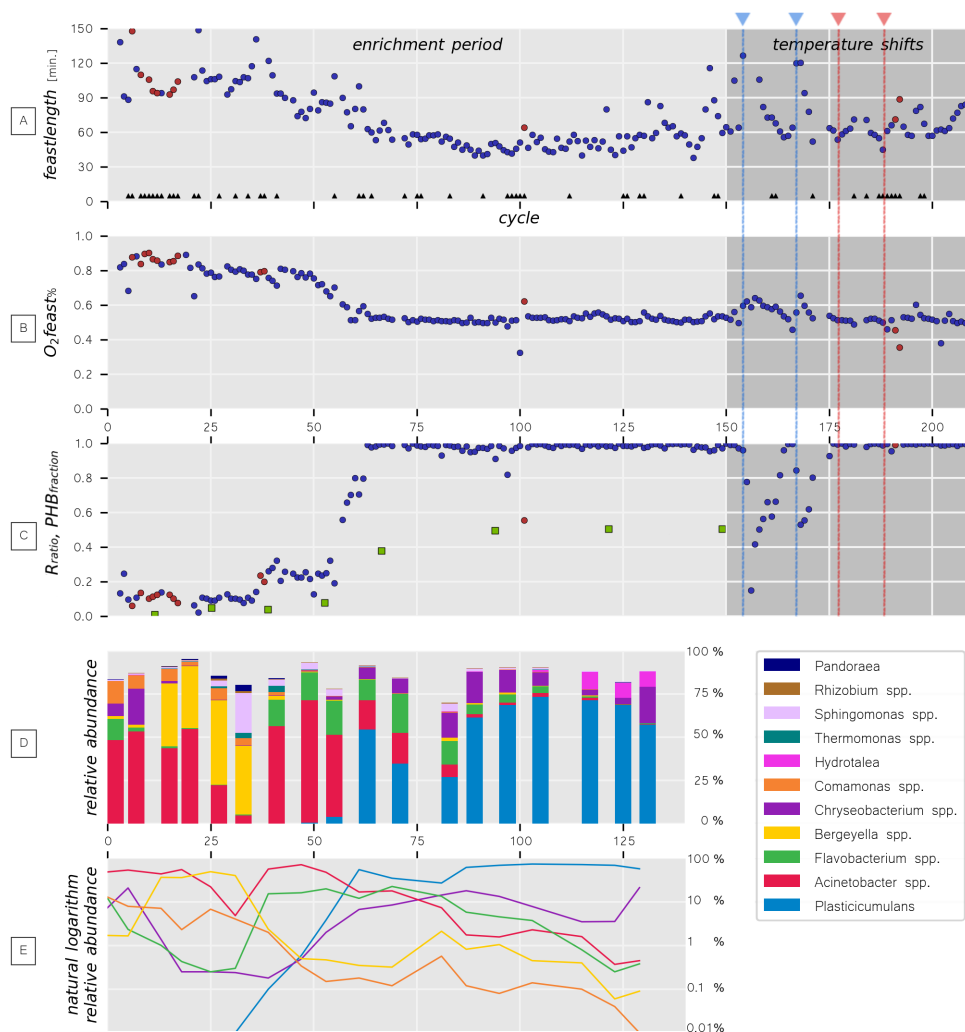 150
120
90
60
30
0
A
feastlength [min.]
enrichment period
temperature shifts
cycle
1.0
0.8
0.6
0.4
0.2
0.0
B
O2feast%
0 25 50 75 100 125 150 175 200
1.0
0.8
0.6
0.4
0.2
0.0
C
Rratio, PHBfraction
D
relative abundance
100 %
75 %
50 %
25 %
0 %
0 25 50 75 100 125
Pandoraea
Rhizobium spp.
Sphingomonas spp.
Thermomonas spp.
Hydrotalea
Comamonas spp.
Chryseobacterium spp.
Bergeyella spp.
Flavobacterium spp.
Acinetobacter spp.
Plasticicumulans
E
natural logarithm
relative abundance
100 %
10 %
1 %
0.1 %
0.01%